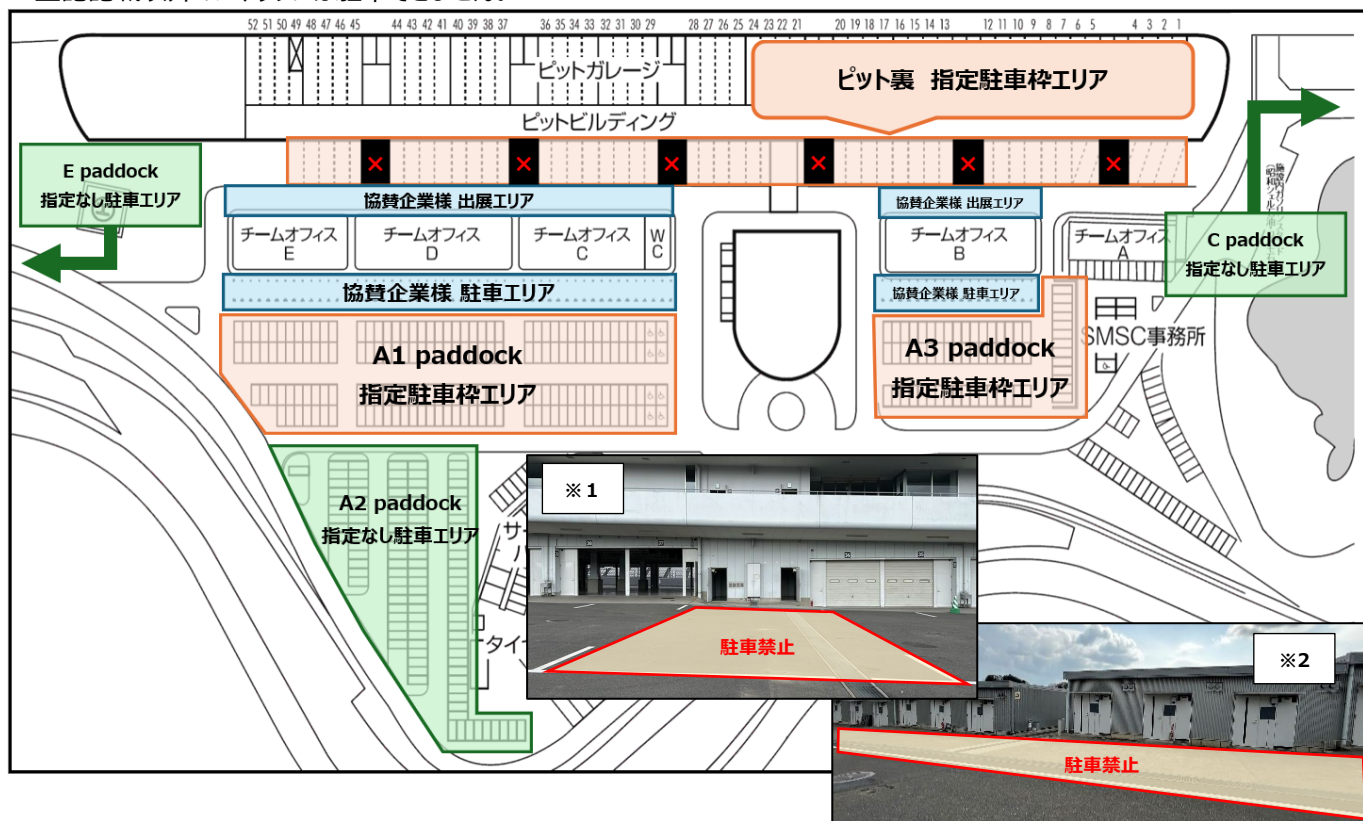 52 51 50 49 48 47 46 45 44 43 42 41 40 39 38 37 36 35 34 33 32 31 30 29 28 27 26 25 24 23 22 21 20 19 18 17 16 15 14 13 12 11 10 9 8 7 6 5 4 3 2 1
ピットガレージ
ピット裏 指定駐車枠エリア
ピットビルディング
E paddock
指定なし駐車エリア
協賛企業様 出展エリア
協賛企業様 出展エリア
チームオフィス
E
チームオフィス
D
チームオフィス
C
W
C
チームオフィス
B
チームオフィス
A
C paddock
指定なし駐車エリア
協賛企業様 駐車エリア
協賛企業様 駐車エリア
A1 paddock
指定駐車枠エリア
A3 paddock
指定駐車枠エリア
SMSC事務所
A2 paddock
指定なし駐車エリア
サー
タイ
※1
駐車禁止
※2
駐車禁止